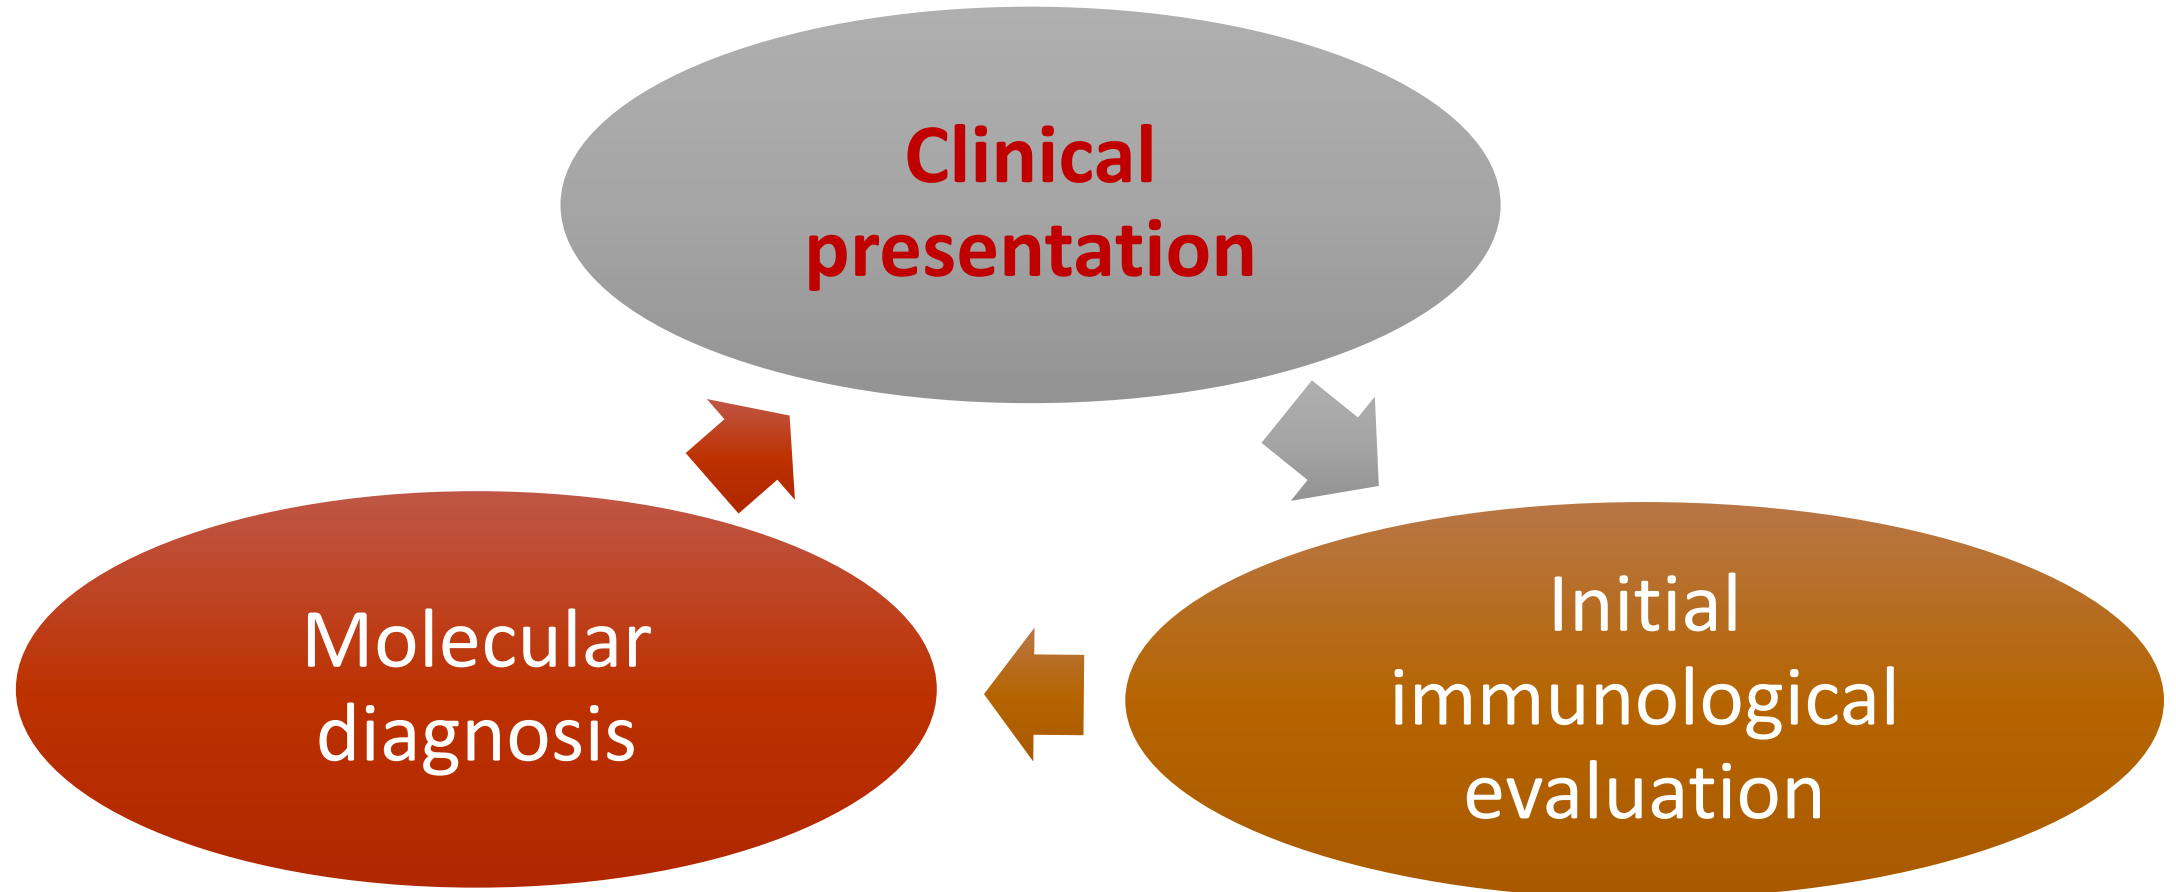 Clinical
presentation
Initial
immunological
evaluation
Molecular
diagnosis